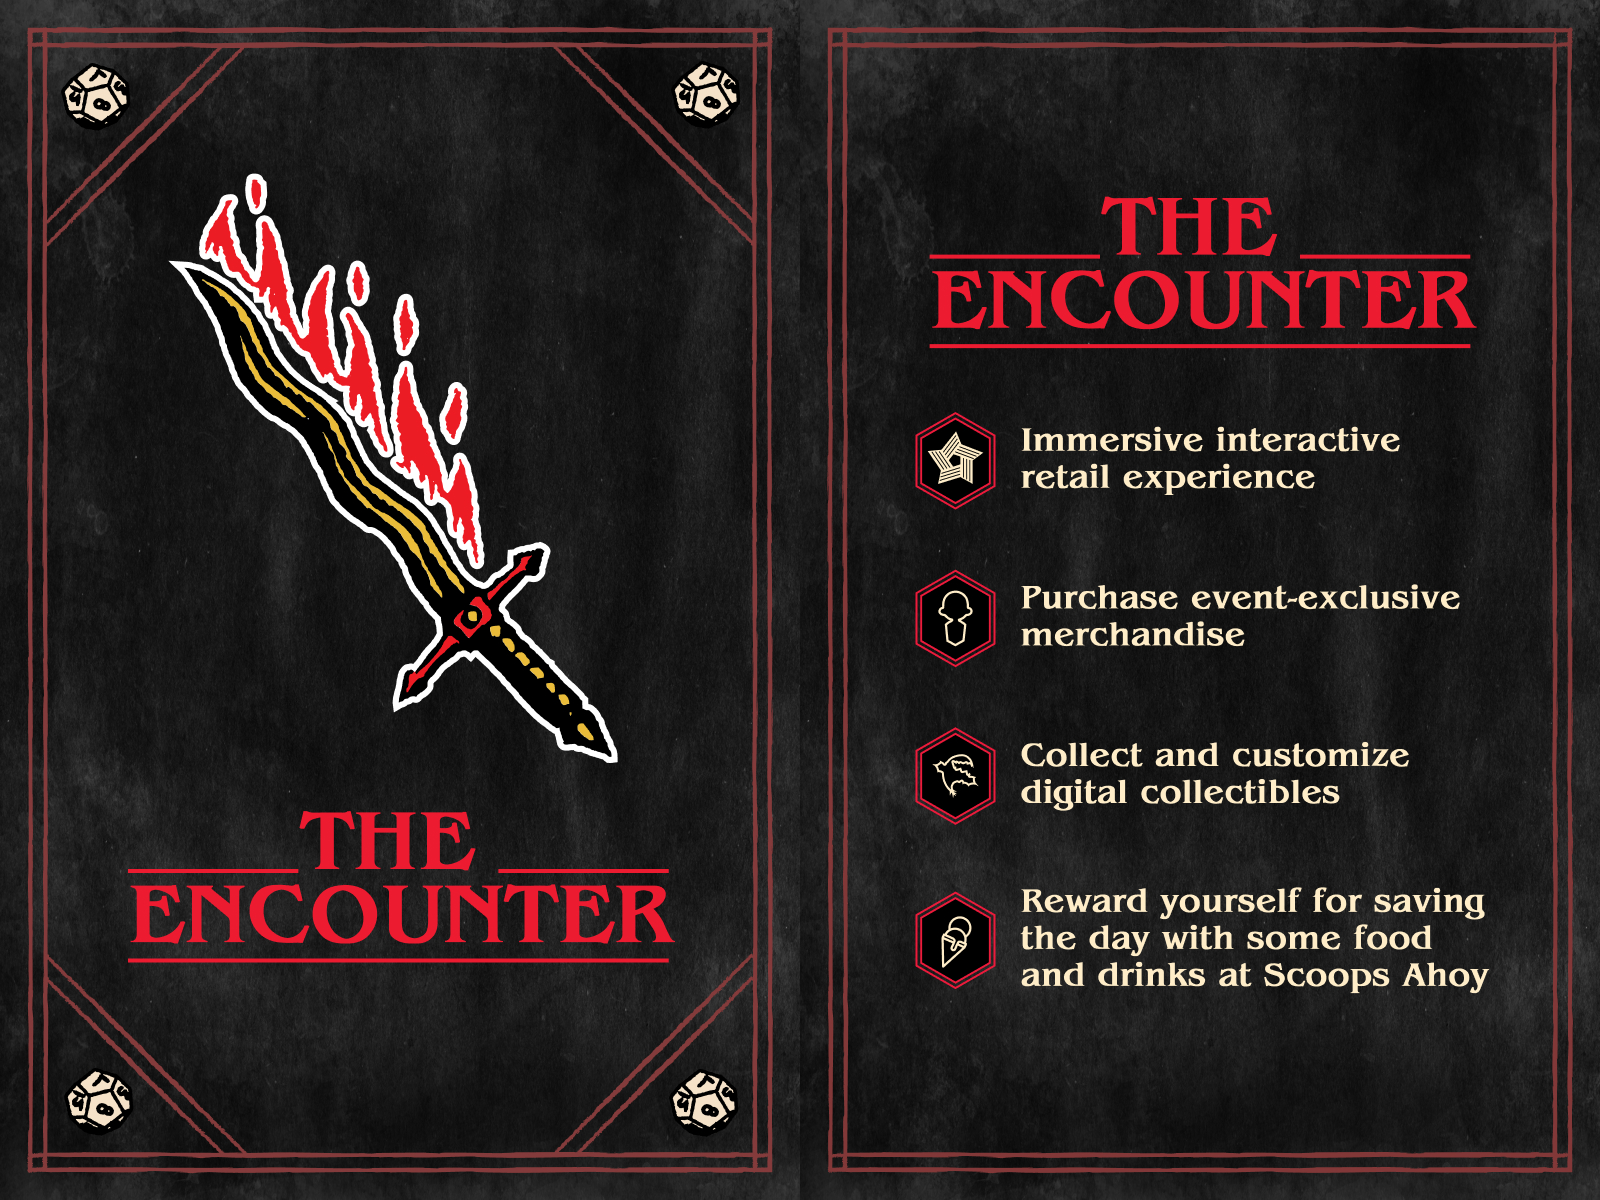 THE
ENCOUNTER
THE
ENCOUNTER
Immersive interactive
retail experience
Purchase event-exclusive
merchandise
Collect and customize
digital collectibles
Reward yourself for saving
the day with some food
and drinks at Scoops Ahoy